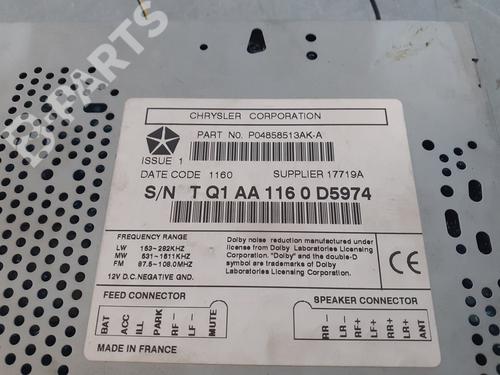 B-PARTS
CHRYSLER CORPORATION
PART NO. P04858513AK-A
ISSUE 1
DATE CODE 1160 SUPPLIER 17719A
S/N T Q1 AA 116 0 D5974
FREQUENCY RANGE
LW 153-282KHZ
MW 531-1611KHZ
FM 87.5-108.0MHZ
12V D.C.NEGATIVE GND.
Dolby noise reduction manufactured under
license from Dolby Laboratories Licensing
Corporation. "Dolby" and the double-D
symbol are trademarks of Dolby
Laboratories Licensing Corporation.
CE
FEED CONNECTOR
BAT
ACC
ILL
PARK
RF-
LF-
MUTE
SPEAKER CONNECTOR
RR-
LR-
RF+
LF+
RR+
LR+
ANT
MADE IN FRANCE